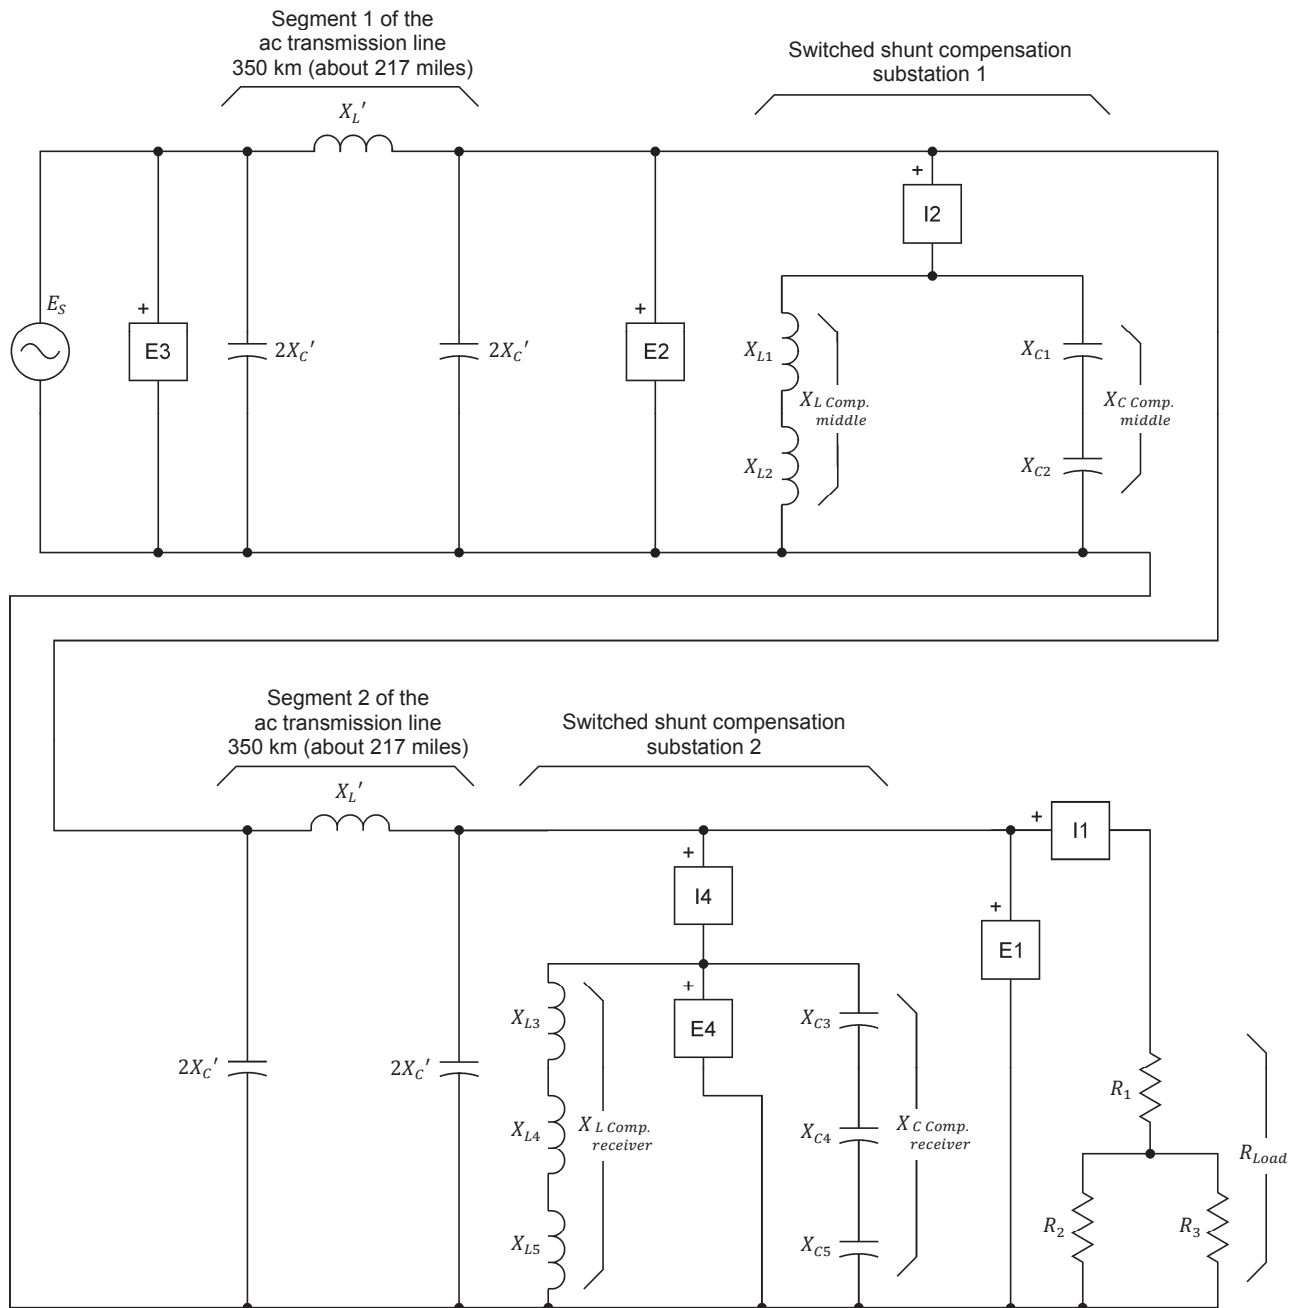 Segment 1 of the
ac transmission line
350 km (about 217 miles)
Switched shunt compensation
substation 1
X_L'
+
I2
E_S
+
E3
2X_C'
2X_C'
+
E2
X_L1
X_L Comp.
middle
X_L2
X_C1
X_C Comp.
middle
X_C2
Segment 2 of the
ac transmission line
350 km (about 217 miles)
Switched shunt compensation
substation 2
X_L'
+
I1
+
I4
+
E1
+
E4
X_L3
X_C3
2X_C'
2X_C'
X_L4
X_L Comp.
receiver
X_C4
X_C Comp.
receiver
R_1
R_Load
X_L5
X_C5
R_2
R_3